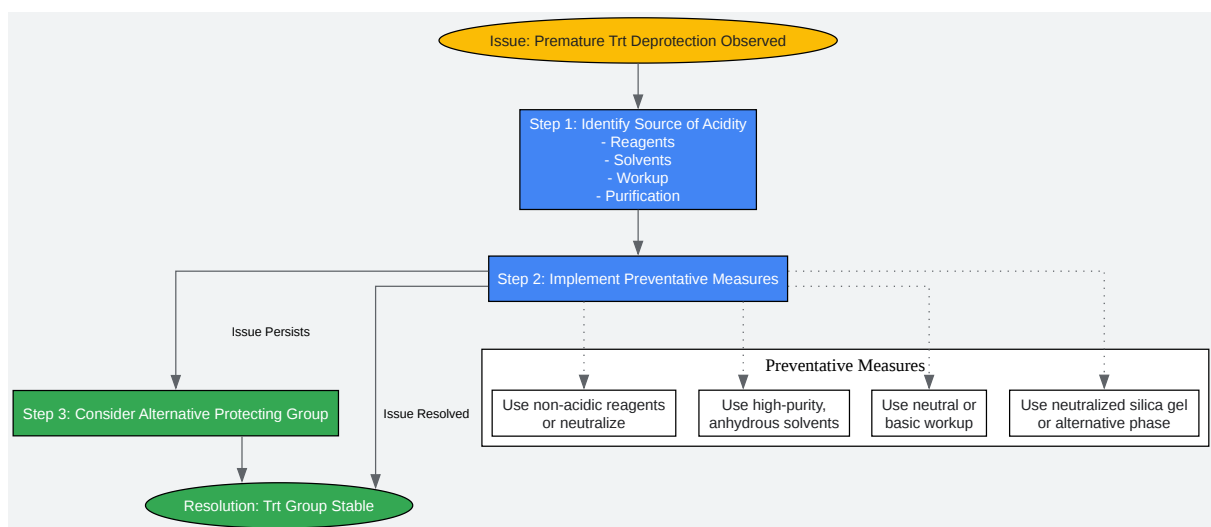 Issue: Premature Trt Deprotection Observed
Step 1: Identify Source of Acidity
- Reagents
- Solvents
- Workup
- Purification
Step 2: Implement Preventative Measures
Issue Persists
Preventative Measures
Step 3: Consider Alternative Protecting Group
Issue Resolved
Use non-acidic reagents
or neutralize
Use high-purity,
anhydrous solvents
Use neutral or
basic workup
Use neutralized silica gel
or alternative phase
Resolution: Trt Group Stable